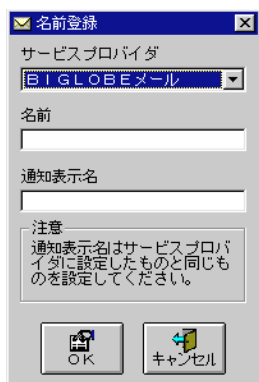 名前登録
サービスプロバイダ
ＢＩＧＬＯＢＥメール
名前
通知表示名
注意
通知表示名はサービスプロバ
イダに設定したものと同じも
のを設定してください。
ＯＫ
キャンセル